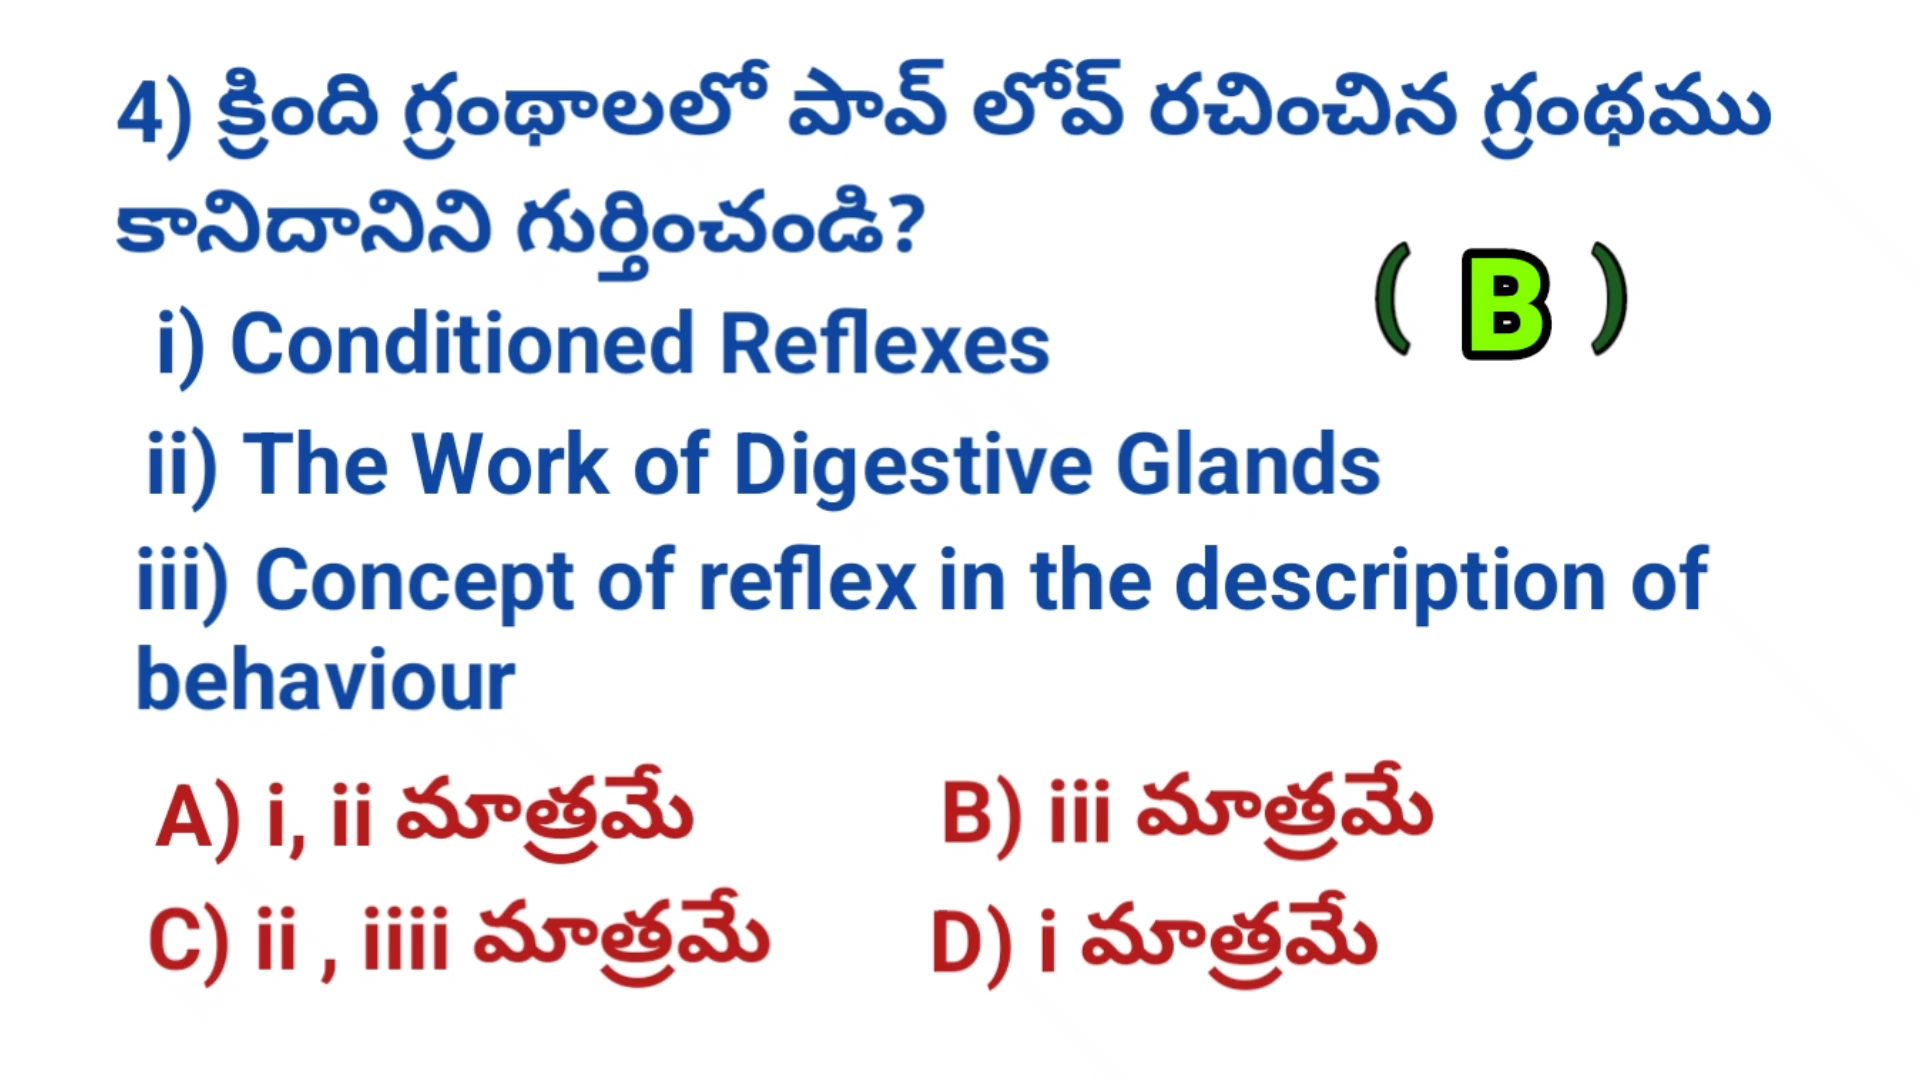 4) క్రింది గ్రంథాలలో పావ్ లోవ్ రచించిన గ్రంథము
కానిదానిని గుర్తించండి?
( B )
i) Conditioned Reflexes
ii) The Work of Digestive Glands
iii) Concept of reflex in the description of
behaviour
A) i, ii మాత్రమే
B) iii మాత్రమే
C) ii , iiii మాత్రమే
D) i మాత్రమే